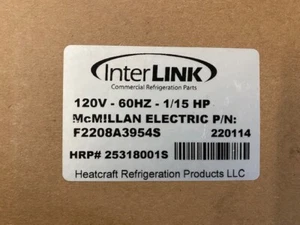 InterLINK
Commercial Refrigeration Parts
120V - 60HZ - 1/15 HP
McMILLAN ELECTRIC P/N:
F2208A3954S 220114
HRP# 25318001S
Heatcraft Refrigeration Products LLC